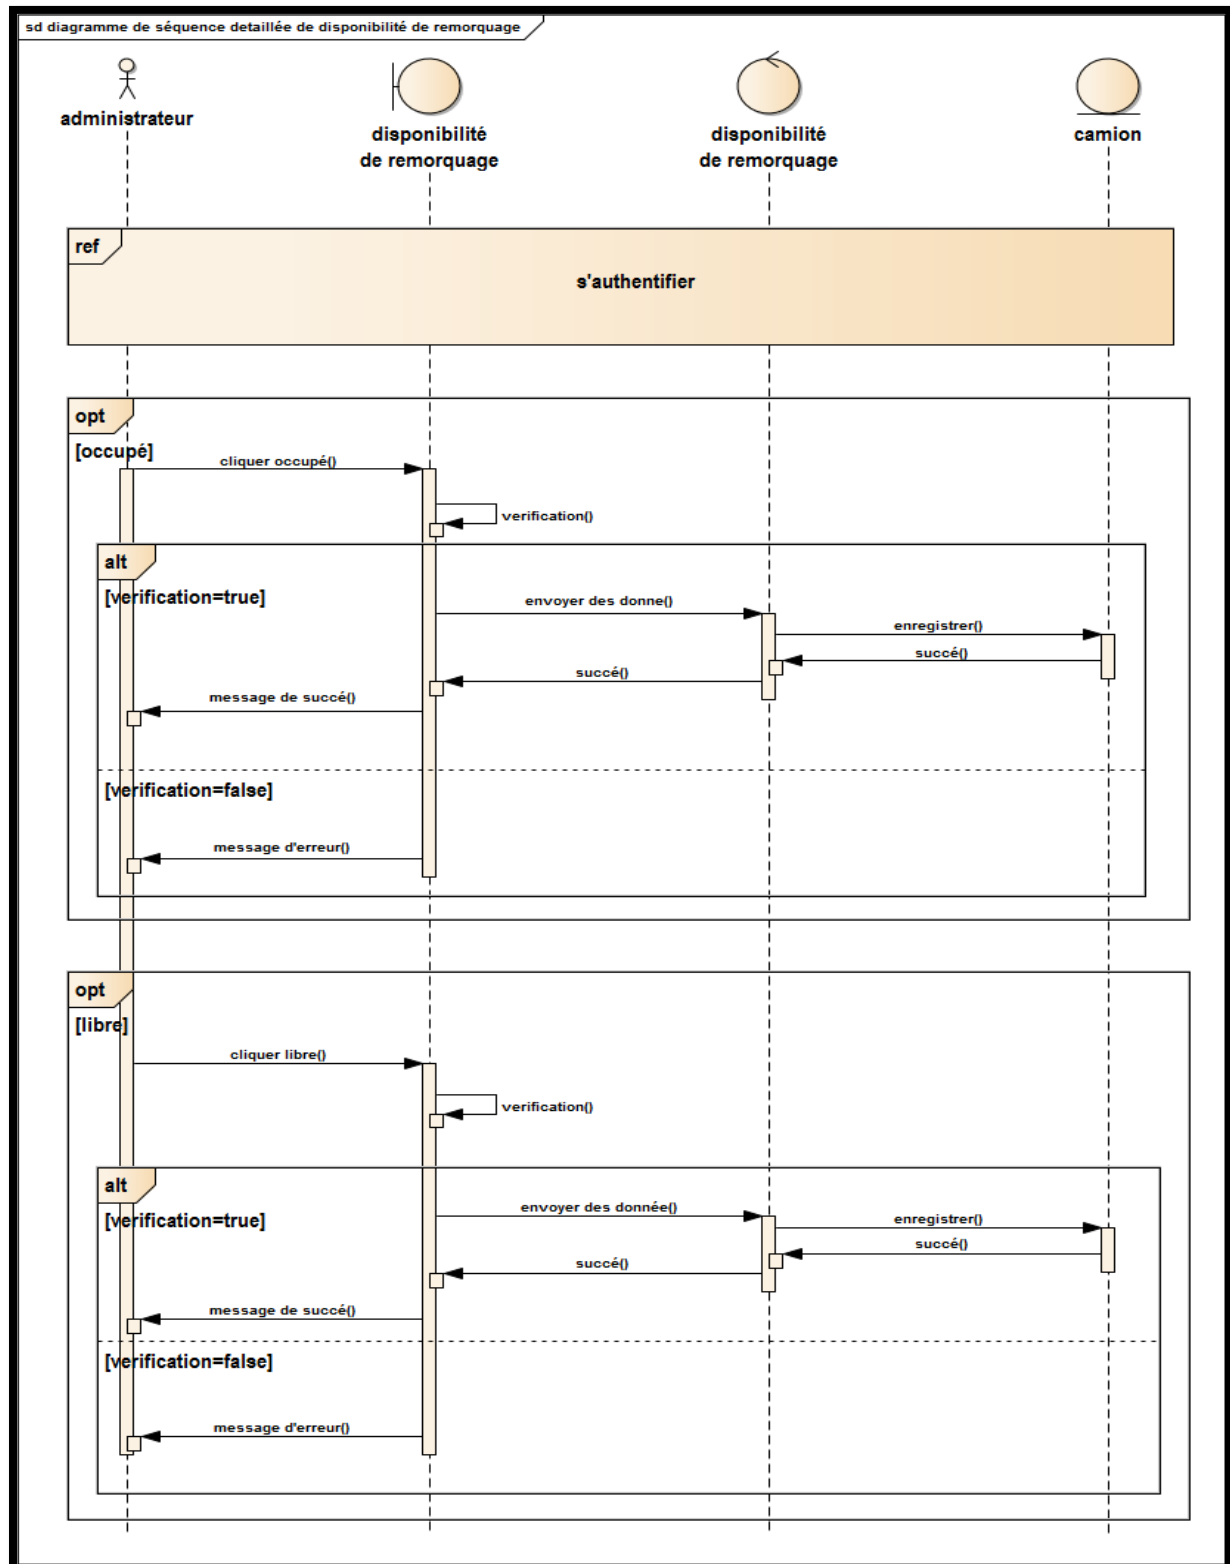 sd diagramme de séquence detaillée de disponibilité de remorquage
administrateur
disponibilité
de remorquage
disponibilité
de remorquage
camion
ref
s'authentifier
opt
[occupé]
cliquer occupé()
verification()
alt
[verification=true]
envoyer des donne()
enregistrer()
succé()
succé()
message de succé()
[verification=false]
message d'erreur()
opt
[libre]
cliquer libre()
verification()
alt
[verification=true]
envoyer des donnée()
enregistrer()
succé()
succé()
message de succé()
[verification=false]
message d'erreur()